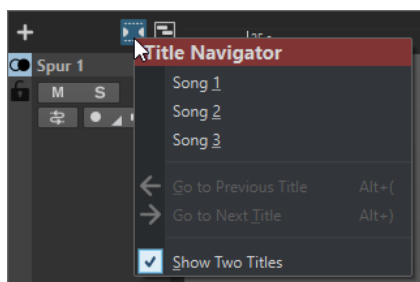 Title Navigator
Spur 1
M S
Song 1
Song 2
Song 3
Go to Previous Title Alt+(
Go to Next Title Alt+)
Show Two Titles